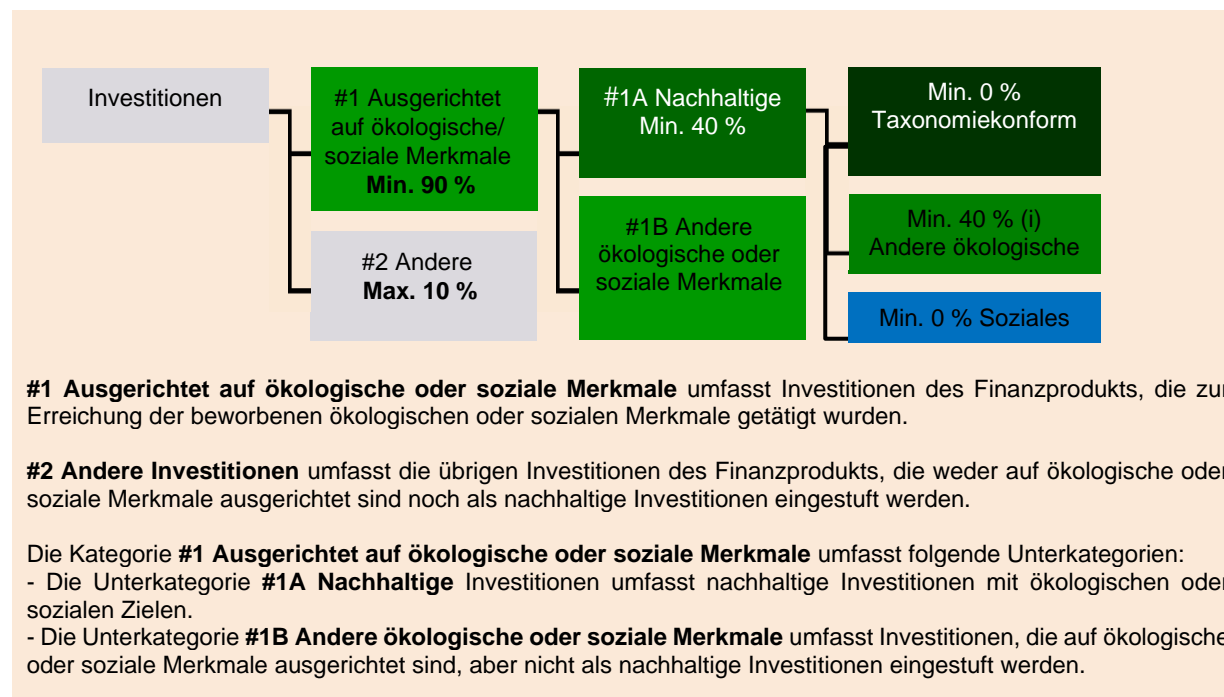 Investitionen
#1 Ausgerichtet
auf ökologische/
soziale Merkmale
Min. 90 %
#2 Andere
Max. 10 %
#1A Nachhaltige
Min. 40 %
#1B Andere
ökologische oder
soziale Merkmale
Min. 0 %
Taxonomiekonform
Min. 40 % (i)
Andere ökologische
Min. 0 % Soziales
#1 Ausgerichtet auf ökologische oder soziale Merkmale umfasst Investitionen des Finanzprodukts, die zur
Erreichung der beworbenen ökologischen oder sozialen Merkmale getätigt wurden.
#2 Andere Investitionen umfasst die übrigen Investitionen des Finanzprodukts, die weder auf ökologische oder
soziale Merkmale ausgerichtet sind noch als nachhaltige Investitionen eingestuft werden.
Die Kategorie #1 Ausgerichtet auf ökologische oder soziale Merkmale umfasst folgende Unterkategorien:
- Die Unterkategorie #1A Nachhaltige Investitionen umfasst nachhaltige Investitionen mit ökologischen oder
sozialen Zielen.
- Die Unterkategorie #1B Andere ökologische oder soziale Merkmale umfasst Investitionen, die auf ökologische
oder soziale Merkmale ausgerichtet sind, aber nicht als nachhaltige Investitionen eingestuft werden.